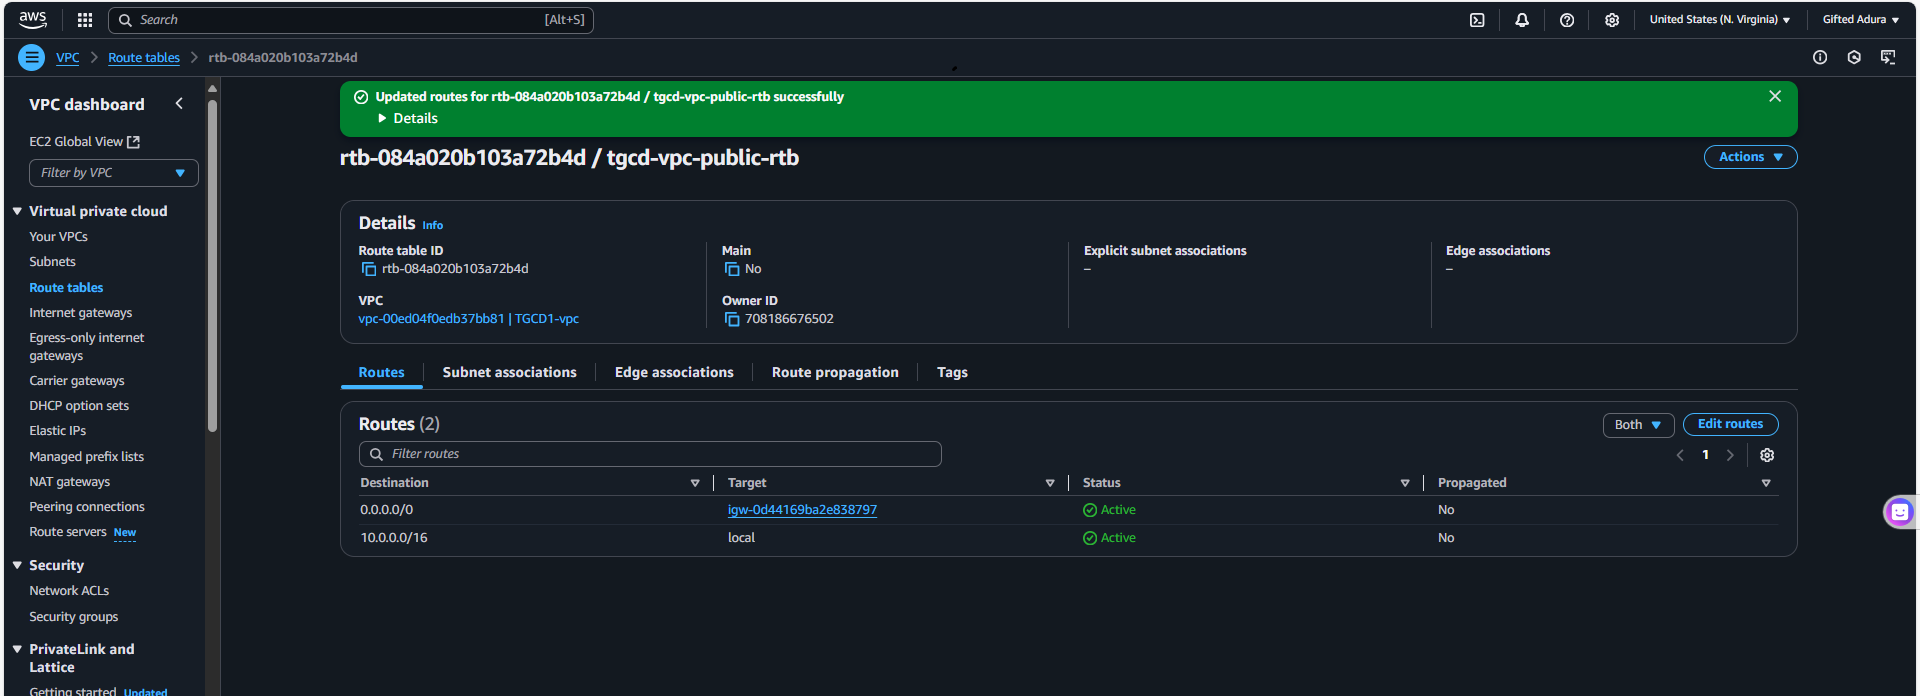 aws
Search [Alt+S]
United States (N. Virginia)
Gifted Adura
VPC
Route tables
rtb-084a020b103a72b4d
VPC dashboard
EC2 Global View
Filter by VPC
Virtual private cloud
Your VPCs
Subnets
Route tables
Internet gateways
Egress-only internet
gateways
Carrier gateways
DHCP option sets
Elastic IPs
Managed prefix lists
NAT gateways
Peering connections
Route servers New
Security
Network ACLs
Security groups
PrivateLink and
Lattice
Getting started Updated
Updated routes for rtb-084a020b103a72b4d / tgcd-vpc-public-rtb successfully
Details
rtb-084a020b103a72b4d / tgcd-vpc-public-rtb
Actions
Details Info
Route table ID
rtb-084a020b103a72b4d
Main
No
Explicit subnet associations
–
Edge associations
–
VPC
vpc-00ed04f0edb37bb81 | TGCD1-vpc
Owner ID
708186676502
Routes
Subnet associations
Edge associations
Route propagation
Tags
Routes (2)
Both
Edit routes
Filter routes
1
Destination Target Status Propagated
0.0.0.0/0 igw-0d44169ba2e838797 Active No
10.0.0.0/16 local Active No